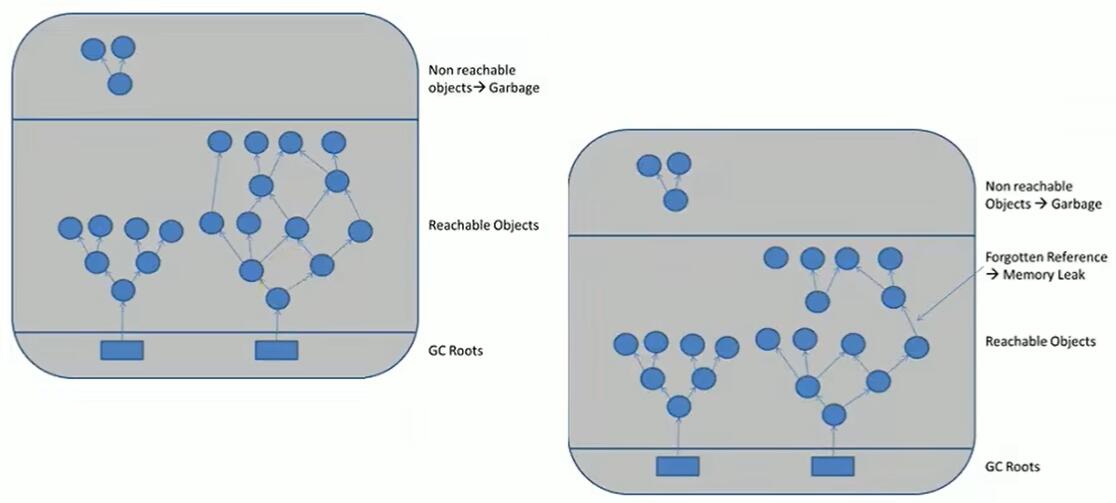 Non reachable
objects→ Garbage
Reachable Objects
GC Roots
Non reachable
Objects → Garbage
Forgotten Reference
→ Memory Leak
Reachable Objects
GC Roots